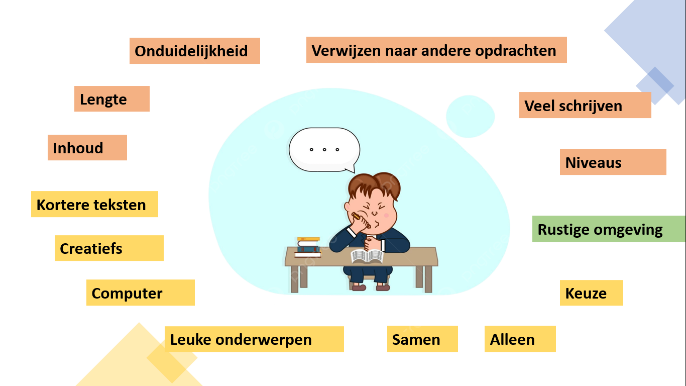 Onduidelijkheid
Verwijzen naar andere opdrachten
Lengte
Veel schrijven
Inhoud
Niveaus
Kortere teksten
Rustige omgeving
Creatiefs
Computer
Keuze
Leuke onderwerpen
Samen
Alleen